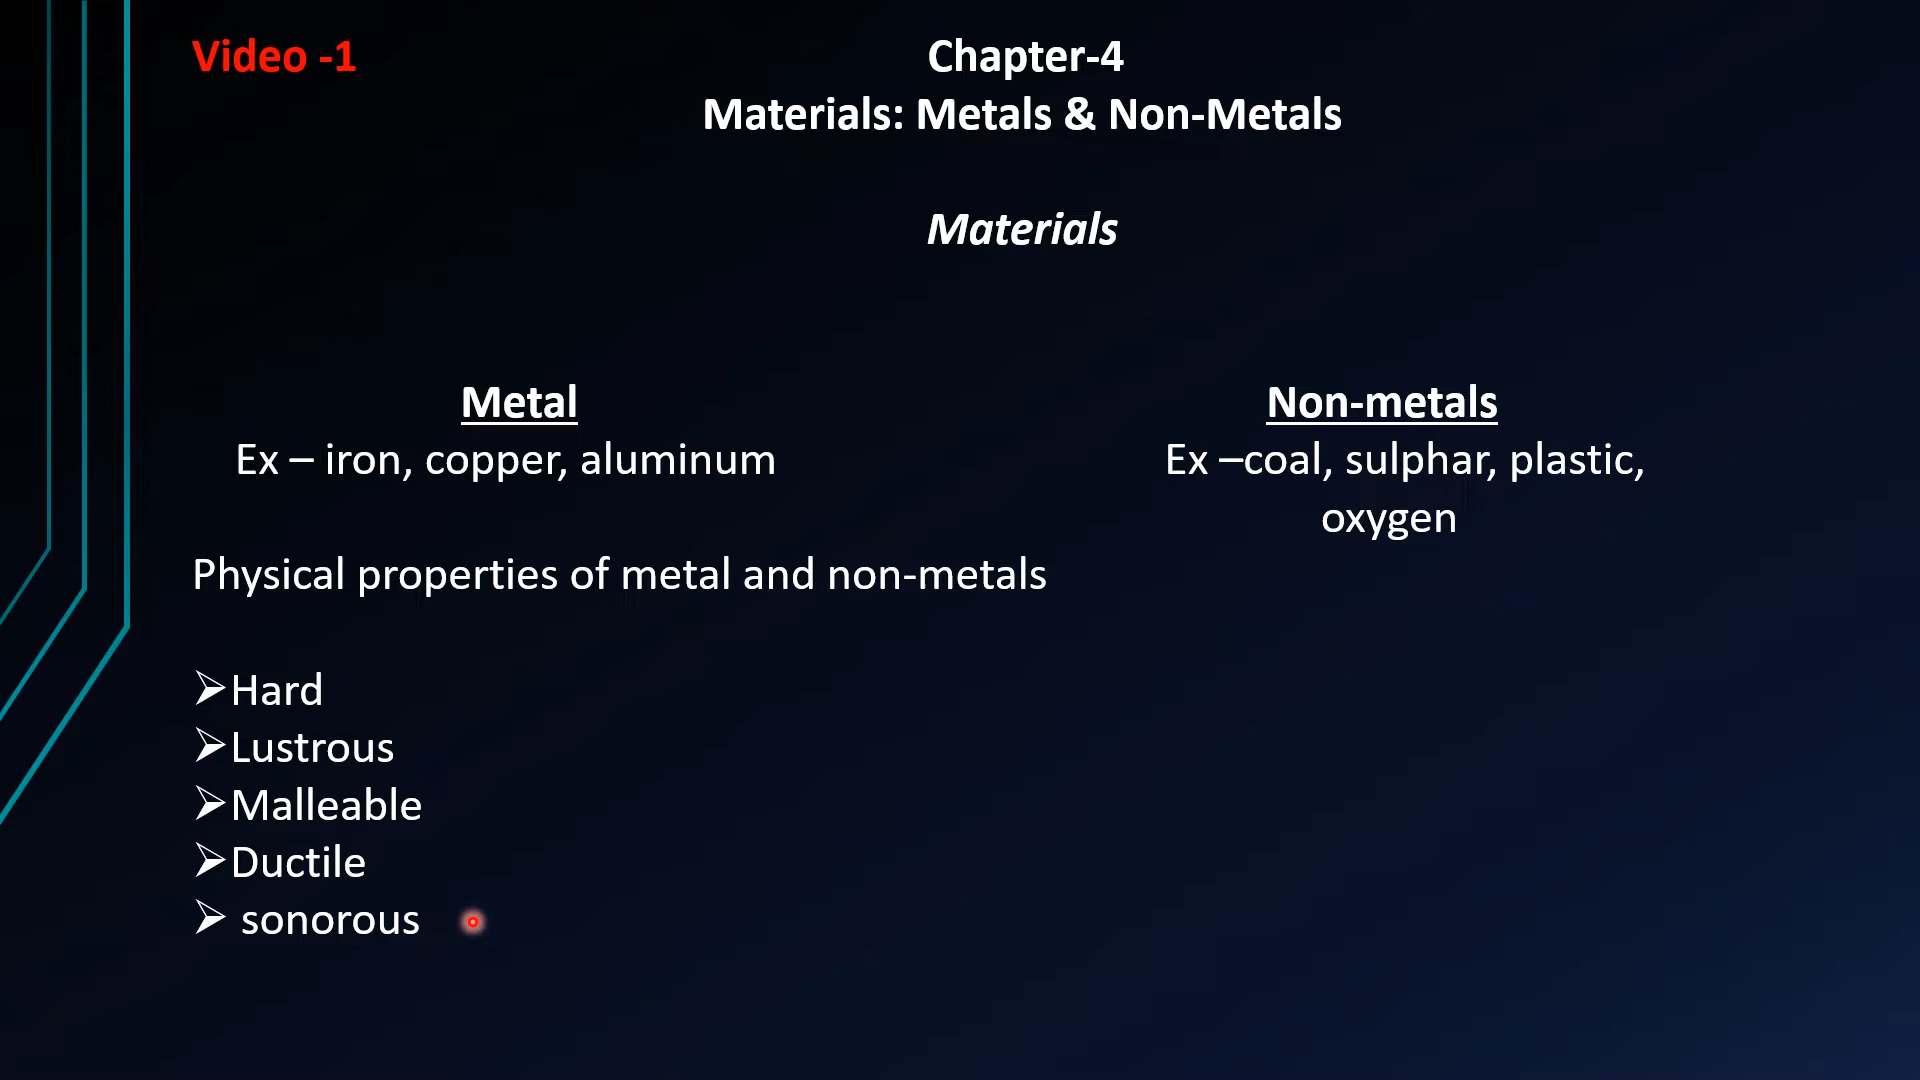 Video -1
Chapter-4
Materials: Metals & Non-Metals
Materials
Metal
Ex – iron, copper, aluminum
Non-metals
Ex –coal, sulphar, plastic,
oxygen
Physical properties of metal and non-metals
➢Hard
➢Lustrous
➢Malleable
➢Ductile
➢ sonorous